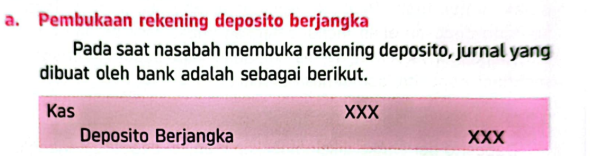 a. Pembukaan rekening deposito berjangka
Pada saat nasabah membuka rekening deposito, jurnal yang
dibuat oleh bank adalah sebagai berikut.
Kas XXX
Deposito Berjangka XXX